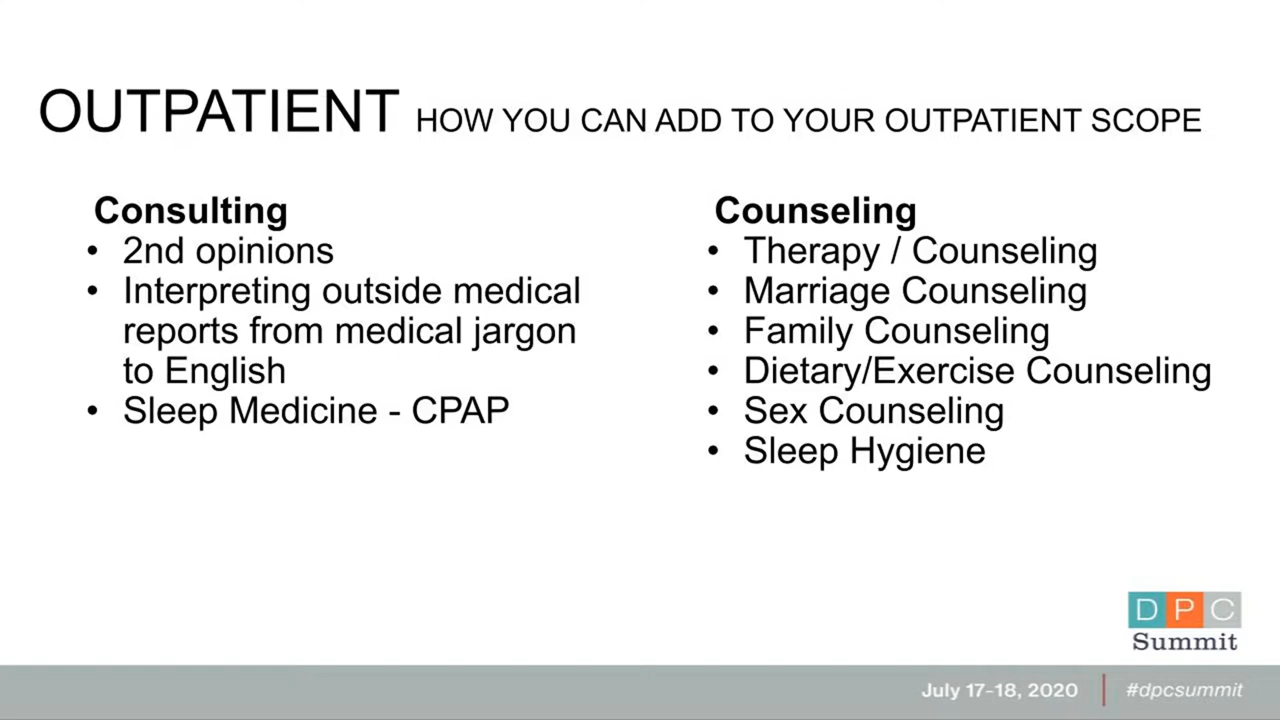 OUTPATIENT HOW YOU CAN ADD TO YOUR OUTPATIENT SCOPE
Consulting
• 2nd opinions
• Interpreting outside medical
reports from medical jargon
to English
• Sleep Medicine - CPAP
Counseling
• Therapy / Counseling
• Marriage Counseling
• Family Counseling
• Dietary/Exercise Counseling
• Sex Counseling
• Sleep Hygiene
DPC
Summit
July 17-18, 2020 | #dpcsummit